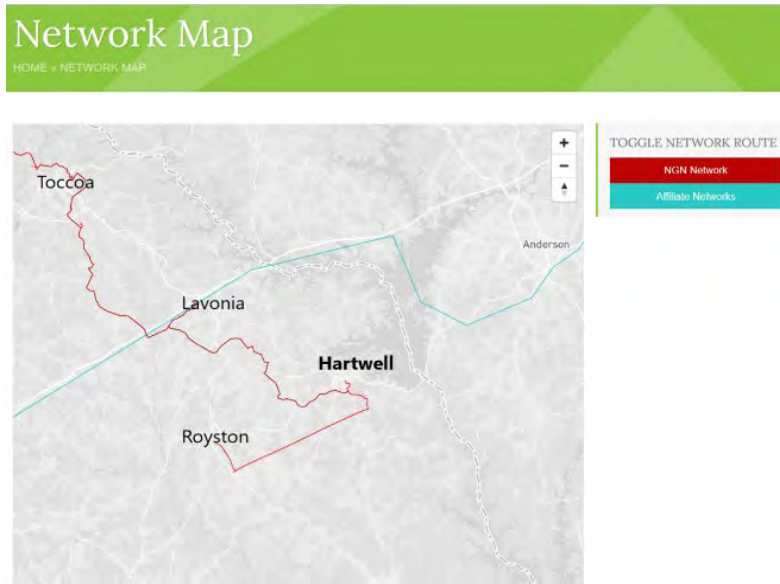 Network Map
HOME » NETWORK MAP
TOGGLE NETWORK ROUTE
NGN Network
Affiliate Networks
+
−
Toccoa
Anderson
Lavonia
Hartwell
Royston